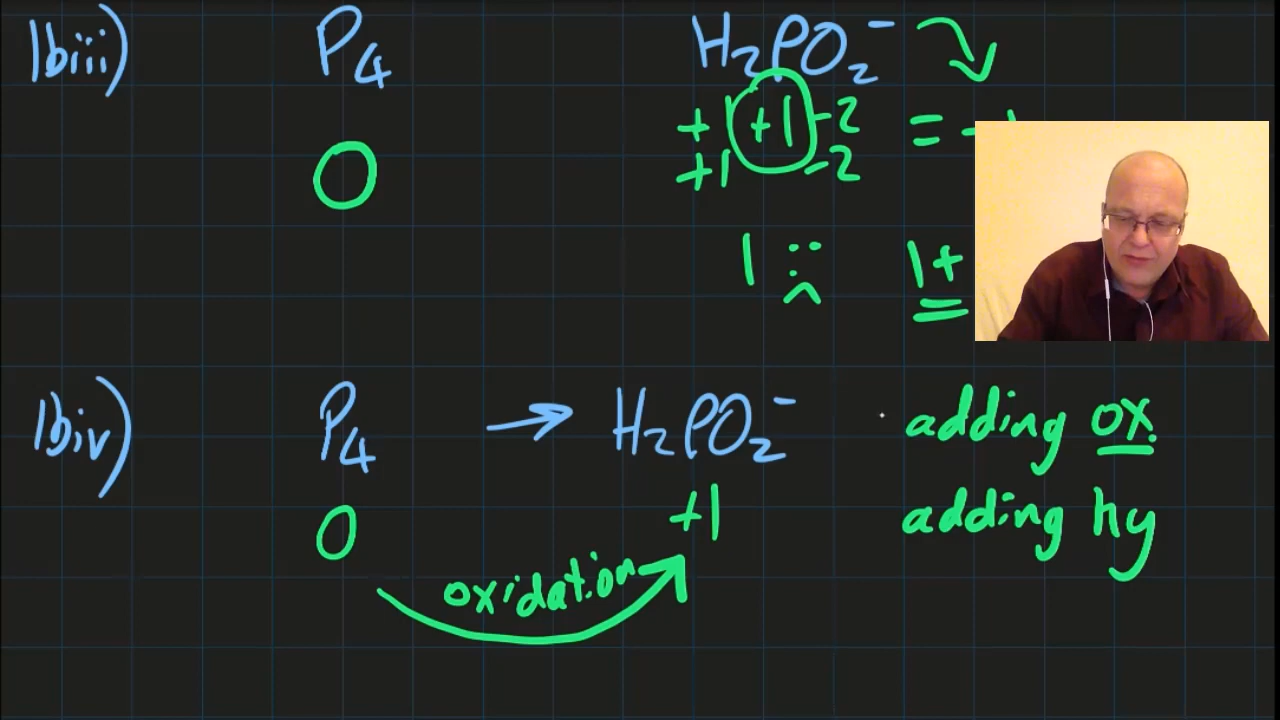 1biii) P4 H2PO2⁻
+1 +1 -2 =
+1 -2
0
1 1+
1biv) P4 → H2PO2⁻ adding ox.
0 +1 adding hy
oxidation